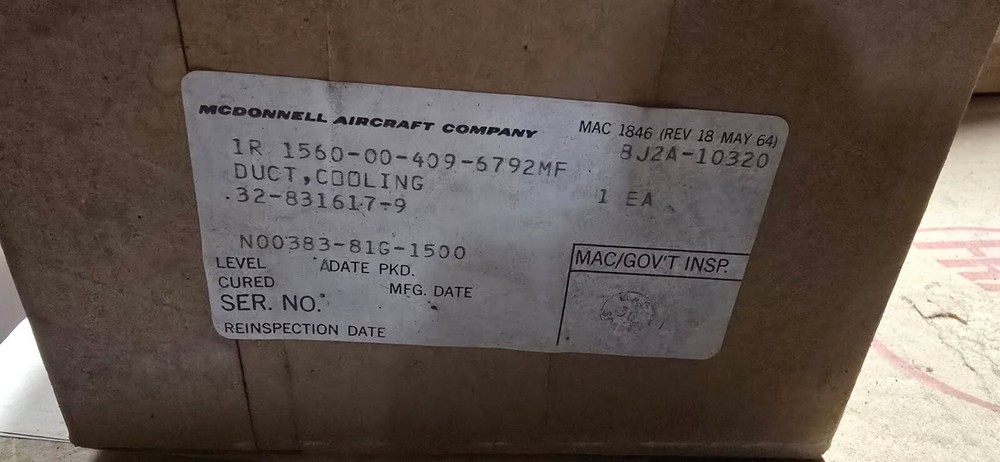 MCDONNELL AIRCRAFT COMPANY MAC 1846 (REV 18 MAY 64)
1R 1560-00-409-6792MF 8J2A-10320
DUCT,COOLING
.32-831617-9 1 EA
N00383-81G-1500
LEVEL A DATE PKD. MAC/GOV'T INSP.
CURED MFG. DATE
SER. NO.
REINSPECTION DATE